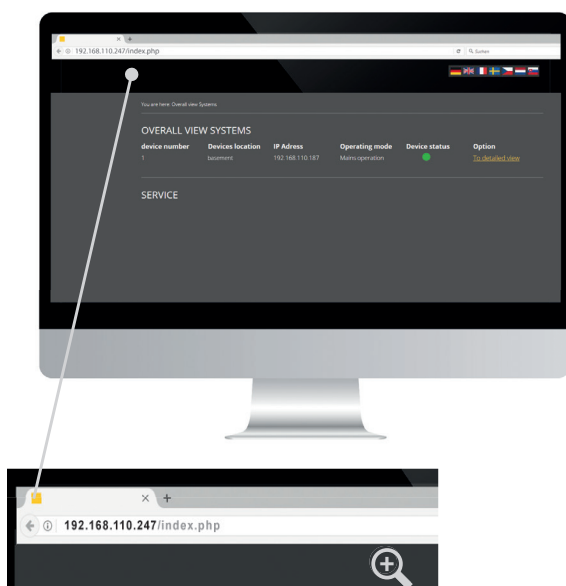 192.168.110.247/index.php
Suchen
You are here: Overall view Systems
OVERALL VIEW SYSTEMS
device number Devices location IP Adress Operating mode Device status Option
1 basement 192.168.110.187 Mains operation To detailed view
SERVICE
192.168.110.247/index.php